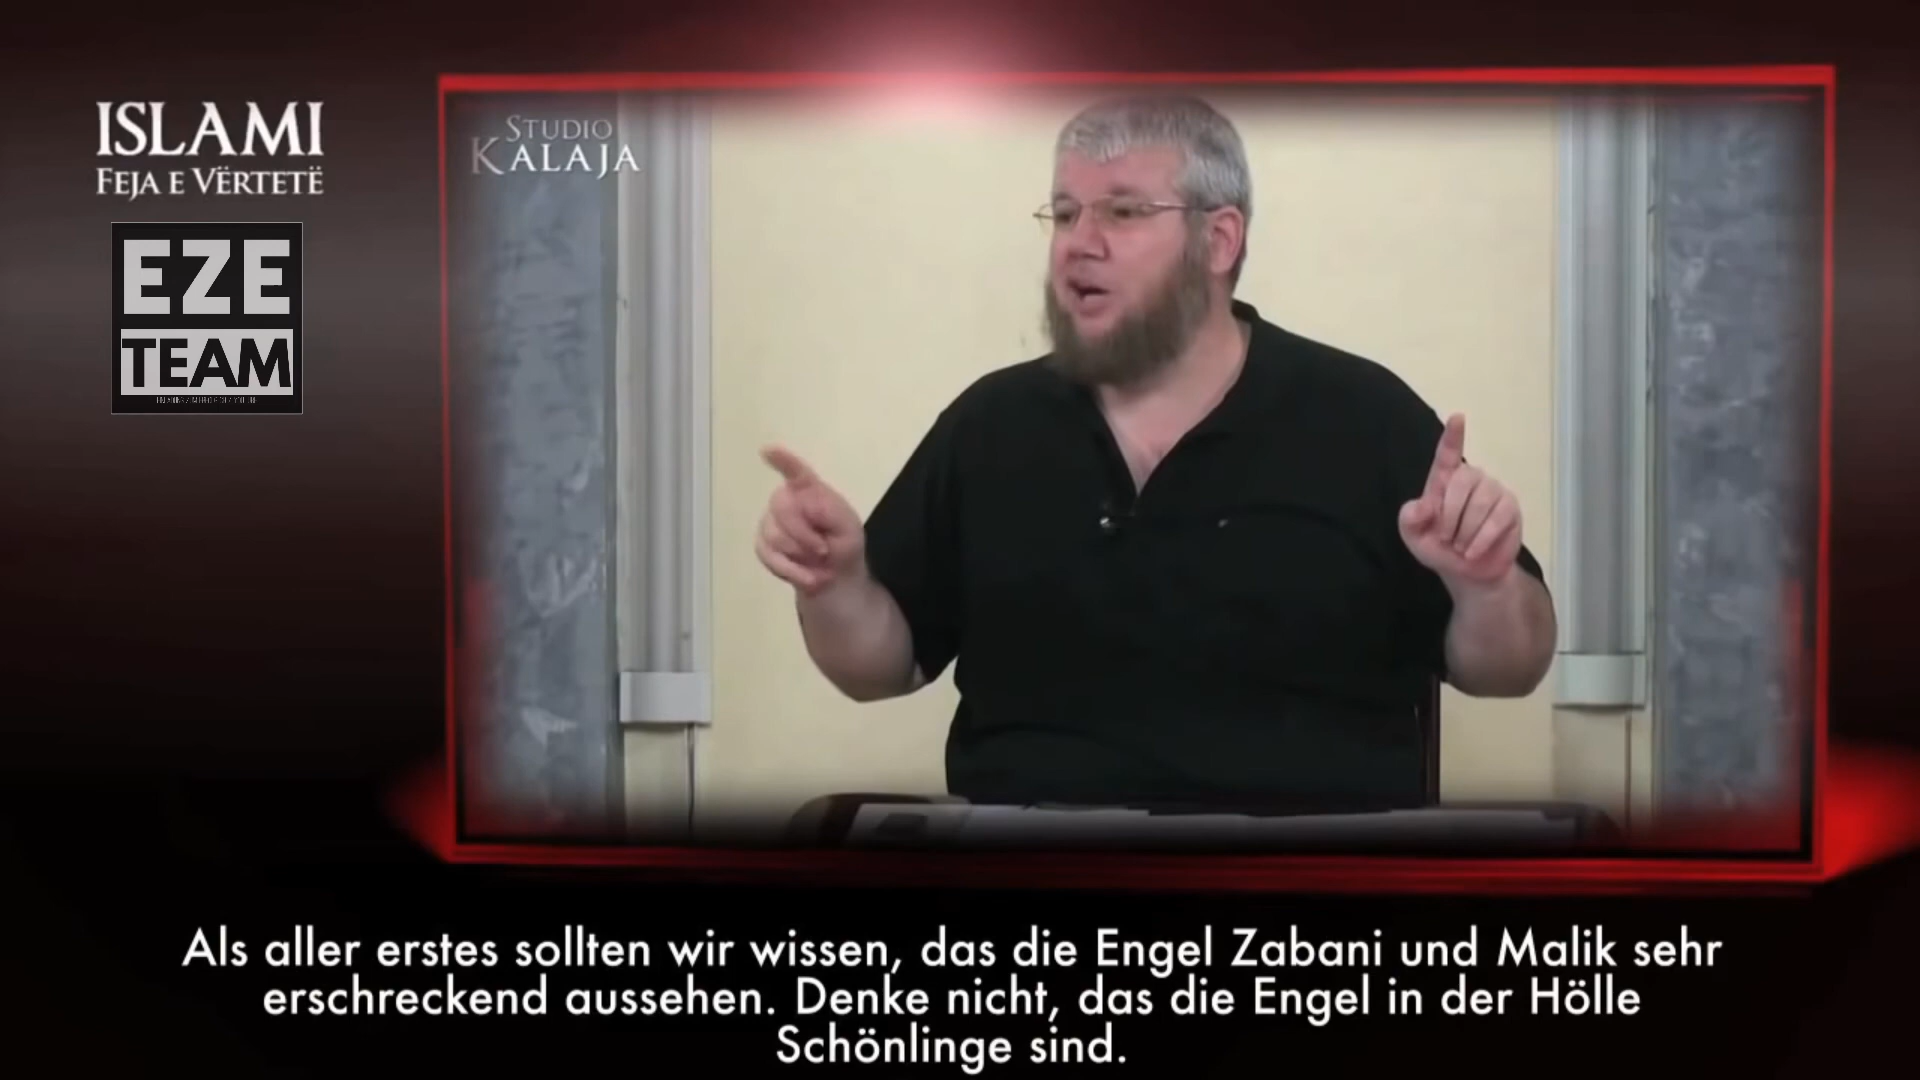 ISLAMI
FEJA E VËRTETË
EZE
TEAM
STUDIO
KALAJA
Als aller erstes sollten wir wissen, das die Engel Zabani und Malik sehr
erschreckend aussehen. Denke nicht, das die Engel in der Hölle
Schönlinge sind.